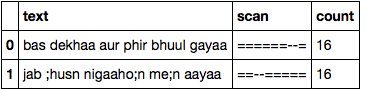 text scan count
0 bas dekhaa aur phir bhuul gayaa ======--= 16
1 jab ;husn nigaaho;n me;n aayaa ==--===== 16